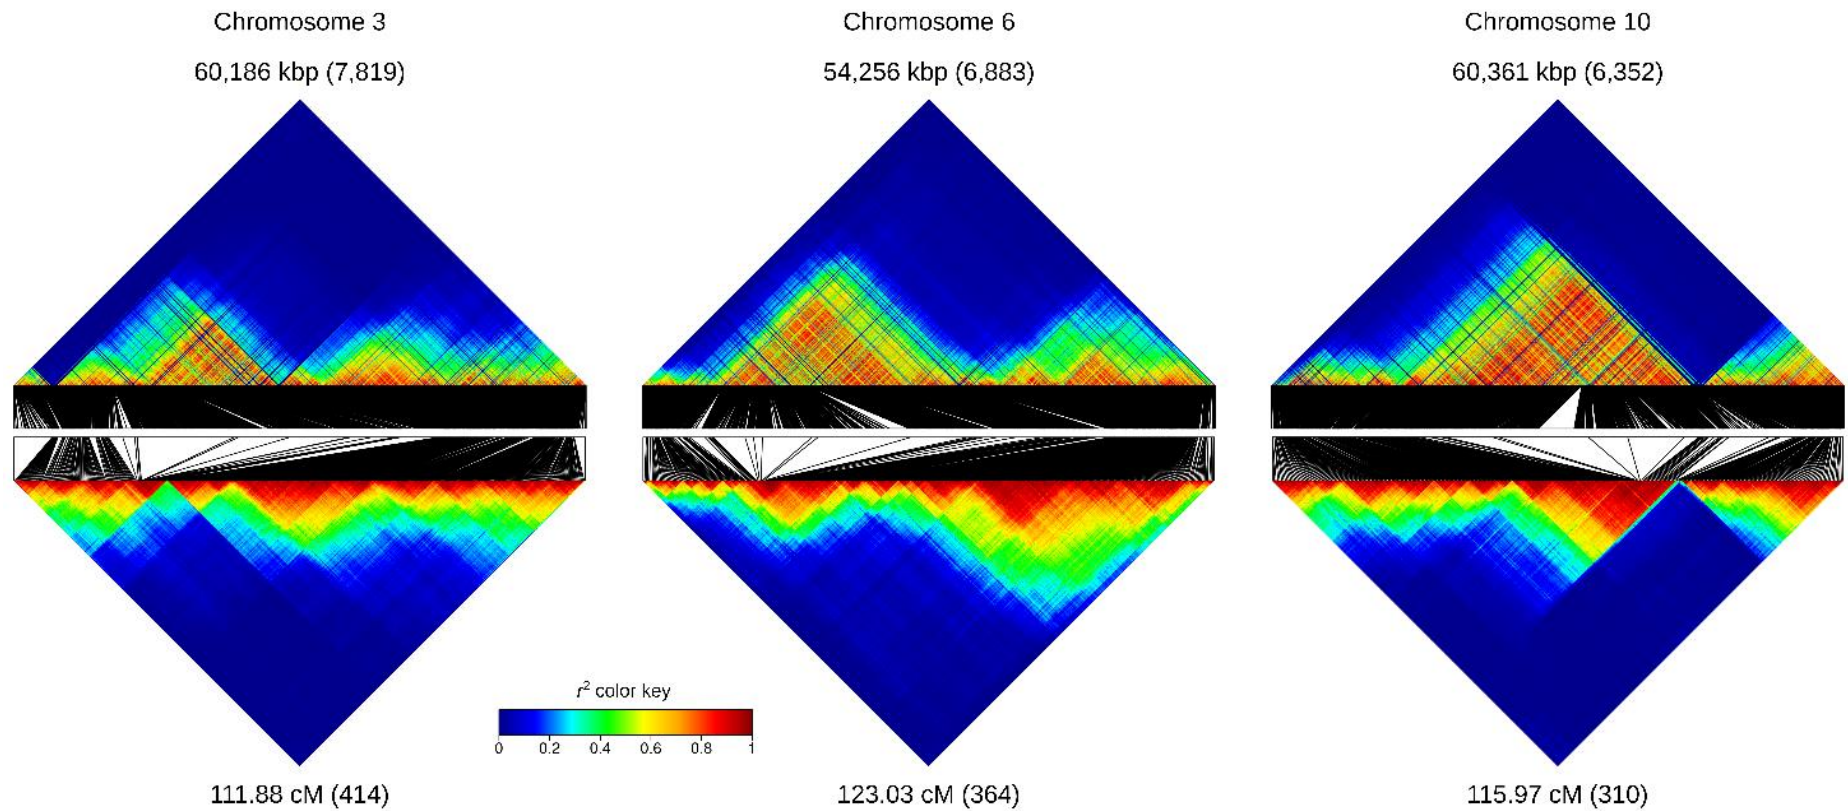 Chromosome 3
60,186 kbp (7,819)
Chromosome 6
54,256 kbp (6,883)
Chromosome 10
60,361 kbp (6,352)
r² color key
0 0.2 0.4 0.6 0.8 1
111.88 cM (414)
123.03 cM (364)
115.97 cM (310)